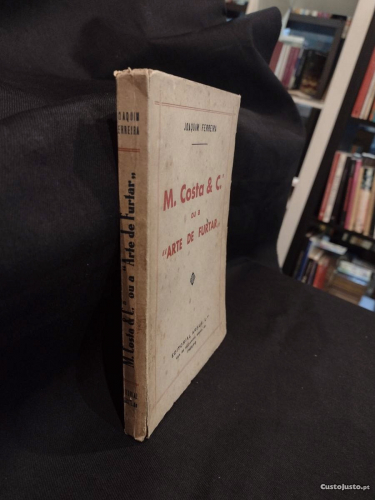 JOAQUIM FERREIRA
M. Costa & C.ª
ou a
"ARTE DE FURTAR"
JOAQUIM
FERREIRA
M. Costa & C.ª ou a "Arte de Furtar"
CustoJusto.pt